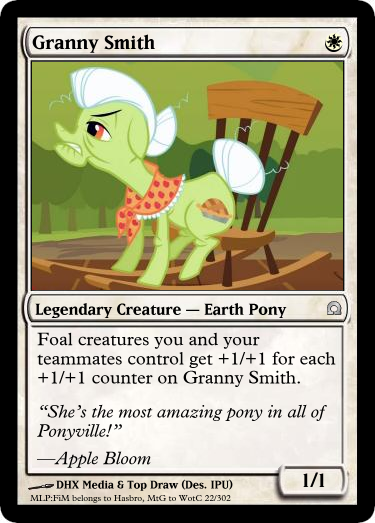 Granny Smith
Legendary Creature — Earth Pony
Foal creatures you and your
teammates control get +1/+1 for each
+1/+1 counter on Granny Smith.
“She's the most amazing pony in all of
Ponyville!”
—Apple Bloom
1/1
DHX Media & Top Draw (Des. IPU)
MLP:FiM belongs to Hasbro, MtG to WotC 22/302